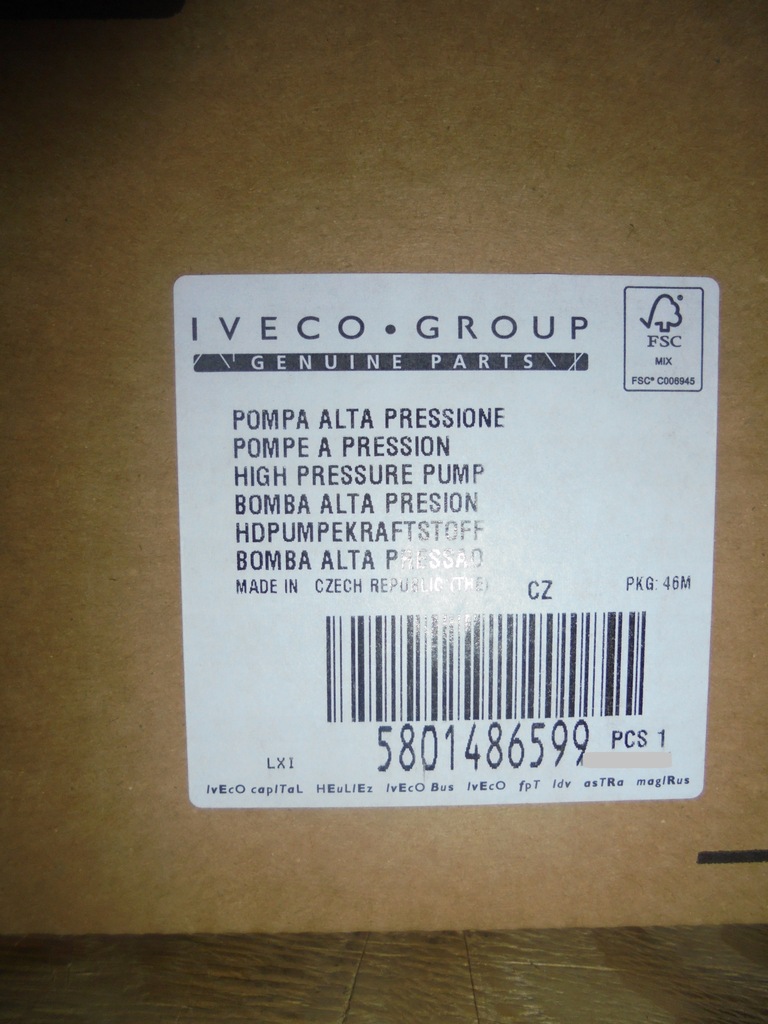 IVECO • GROUP
GENUINE PARTS
FSC
MIX
FSC® C006945
POMPA ALTA PRESSIONE
POMPE A PRESSION
HIGH PRESSURE PUMP
BOMBA ALTA PRESION
HDPUMPEKRAFTSTOFF
BOMBA ALTA PRESSAO
MADE IN CZECH REPUBLIC (THE) CZ PKG: 46M
5801486599 PCS 1
LXI
IvEcO capITaL HEuLIEz IvEcO Bus IvEcO fpT Idv asTRa magIRus